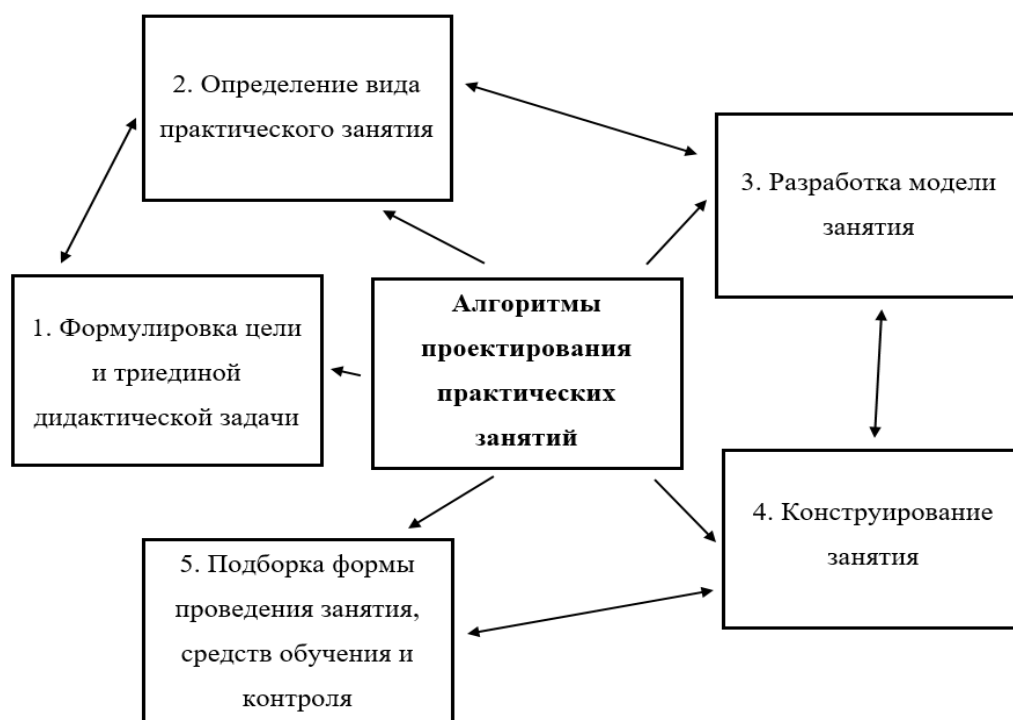 2. Определение вида
практического занятия
3. Разработка модели
занятия
1. Формулировка цели
и триединой
дидактической задачи
Алгоритмы
проектирования
практических
занятий
4. Конструирование
занятия
5. Подборка формы
проведения занятия,
средств обучения и
контроля